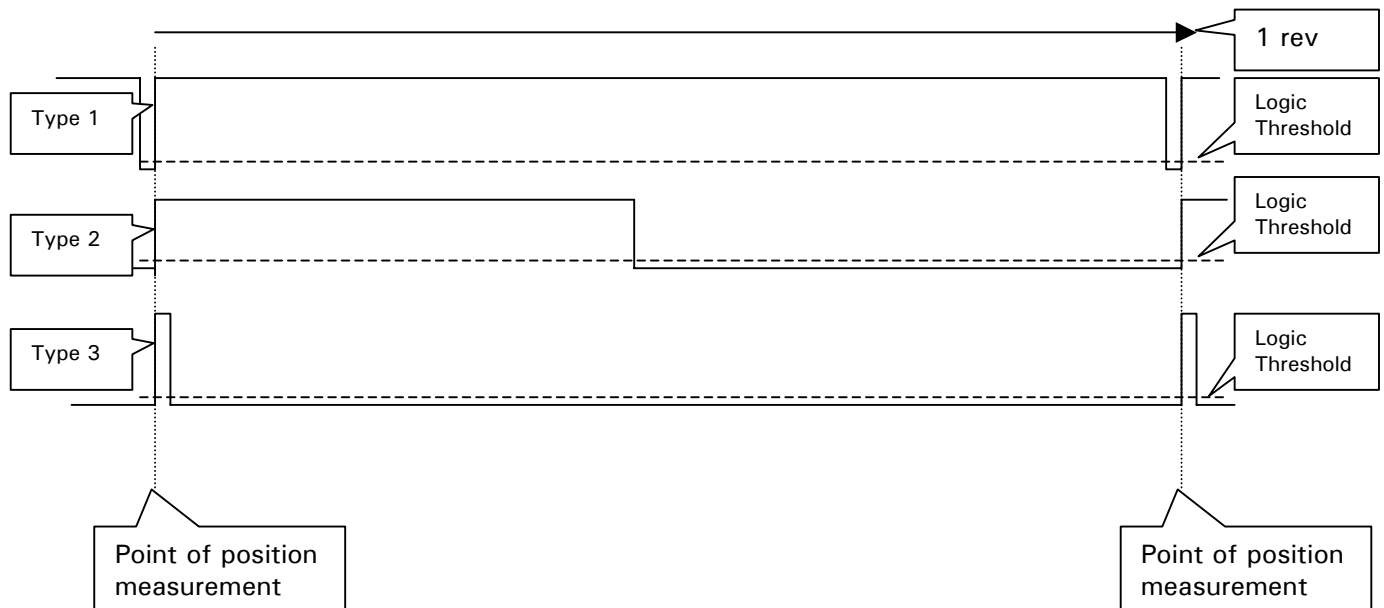 1 rev
Type 1
Logic
Threshold
Type 2
Logic
Threshold
Type 3
Logic
Threshold
Point of position
measurement
Point of position
measurement